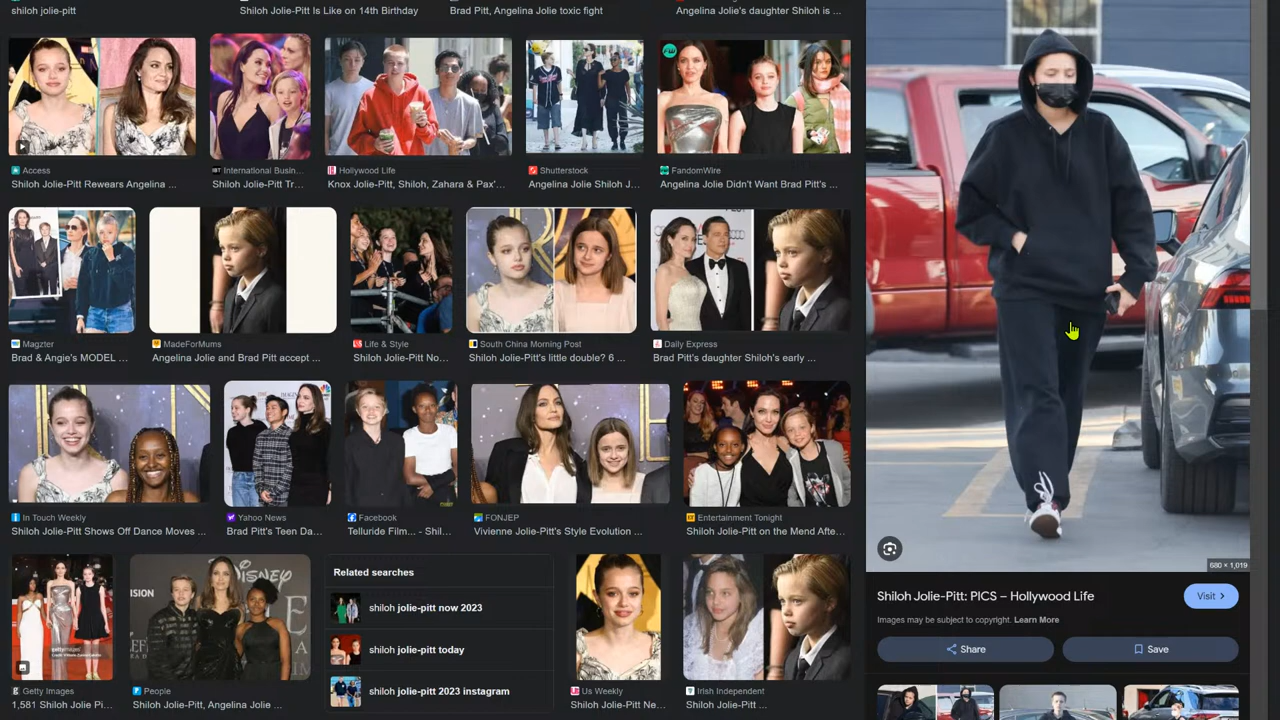 shiloh jolie-pitt
Shiloh Jolie-Pitt Is Like on 14th Birthday
Brad Pitt, Angelina Jolie toxic fight
Angelina Jolie's daughter Shiloh is ...
FW
Access
Shiloh Jolie-Pitt Rewears Angelina ...
International Busin...
Shiloh Jolie-Pitt Tr...
Hollywood Life
Knox Jolie-Pitt, Shiloh, Zahara & Pax'...
Shutterstock
Angelina Jolie Shiloh J...
FandomWire
Angelina Jolie Didn't Want Brad Pitt's ...
Magzter
Brad & Angie's MODEL ...
MadeForMums
Angelina Jolie and Brad Pitt accept ...
Life & Style
Shiloh Jolie-Pitt No...
South China Morning Post
Shiloh Jolie-Pitt's little double? 6 ...
Daily Express
Brad Pitt's daughter Shiloh's early ...
In Touch Weekly
Shiloh Jolie-Pitt Shows Off Dance Moves ...
Yahoo News
Brad Pitt's Teen Da...
Facebook
Telluride Film... - Shil...
FONJEP
Vivienne Jolie-Pitt's Style Evolution ...
Entertainment Tonight
Shiloh Jolie-Pitt on the Mend Afte...
gettyimages
Getty Images
1,581 Shiloh Jolie Pi...
DISNEY
People
Shiloh Jolie-Pitt, Angelina Jolie ...
Related searches
shiloh jolie-pitt now 2023
shiloh jolie-pitt today
shiloh jolie-pitt 2023 instagram
Us Weekly
Shiloh Jolie-Pitt Ne...
Irish Independent
Shiloh Jolie-Pitt ...
680 × 1,019
Shiloh Jolie-Pitt: PICS – Hollywood Life
Visit
Images may be subject to copyright. Learn More
Share
Save